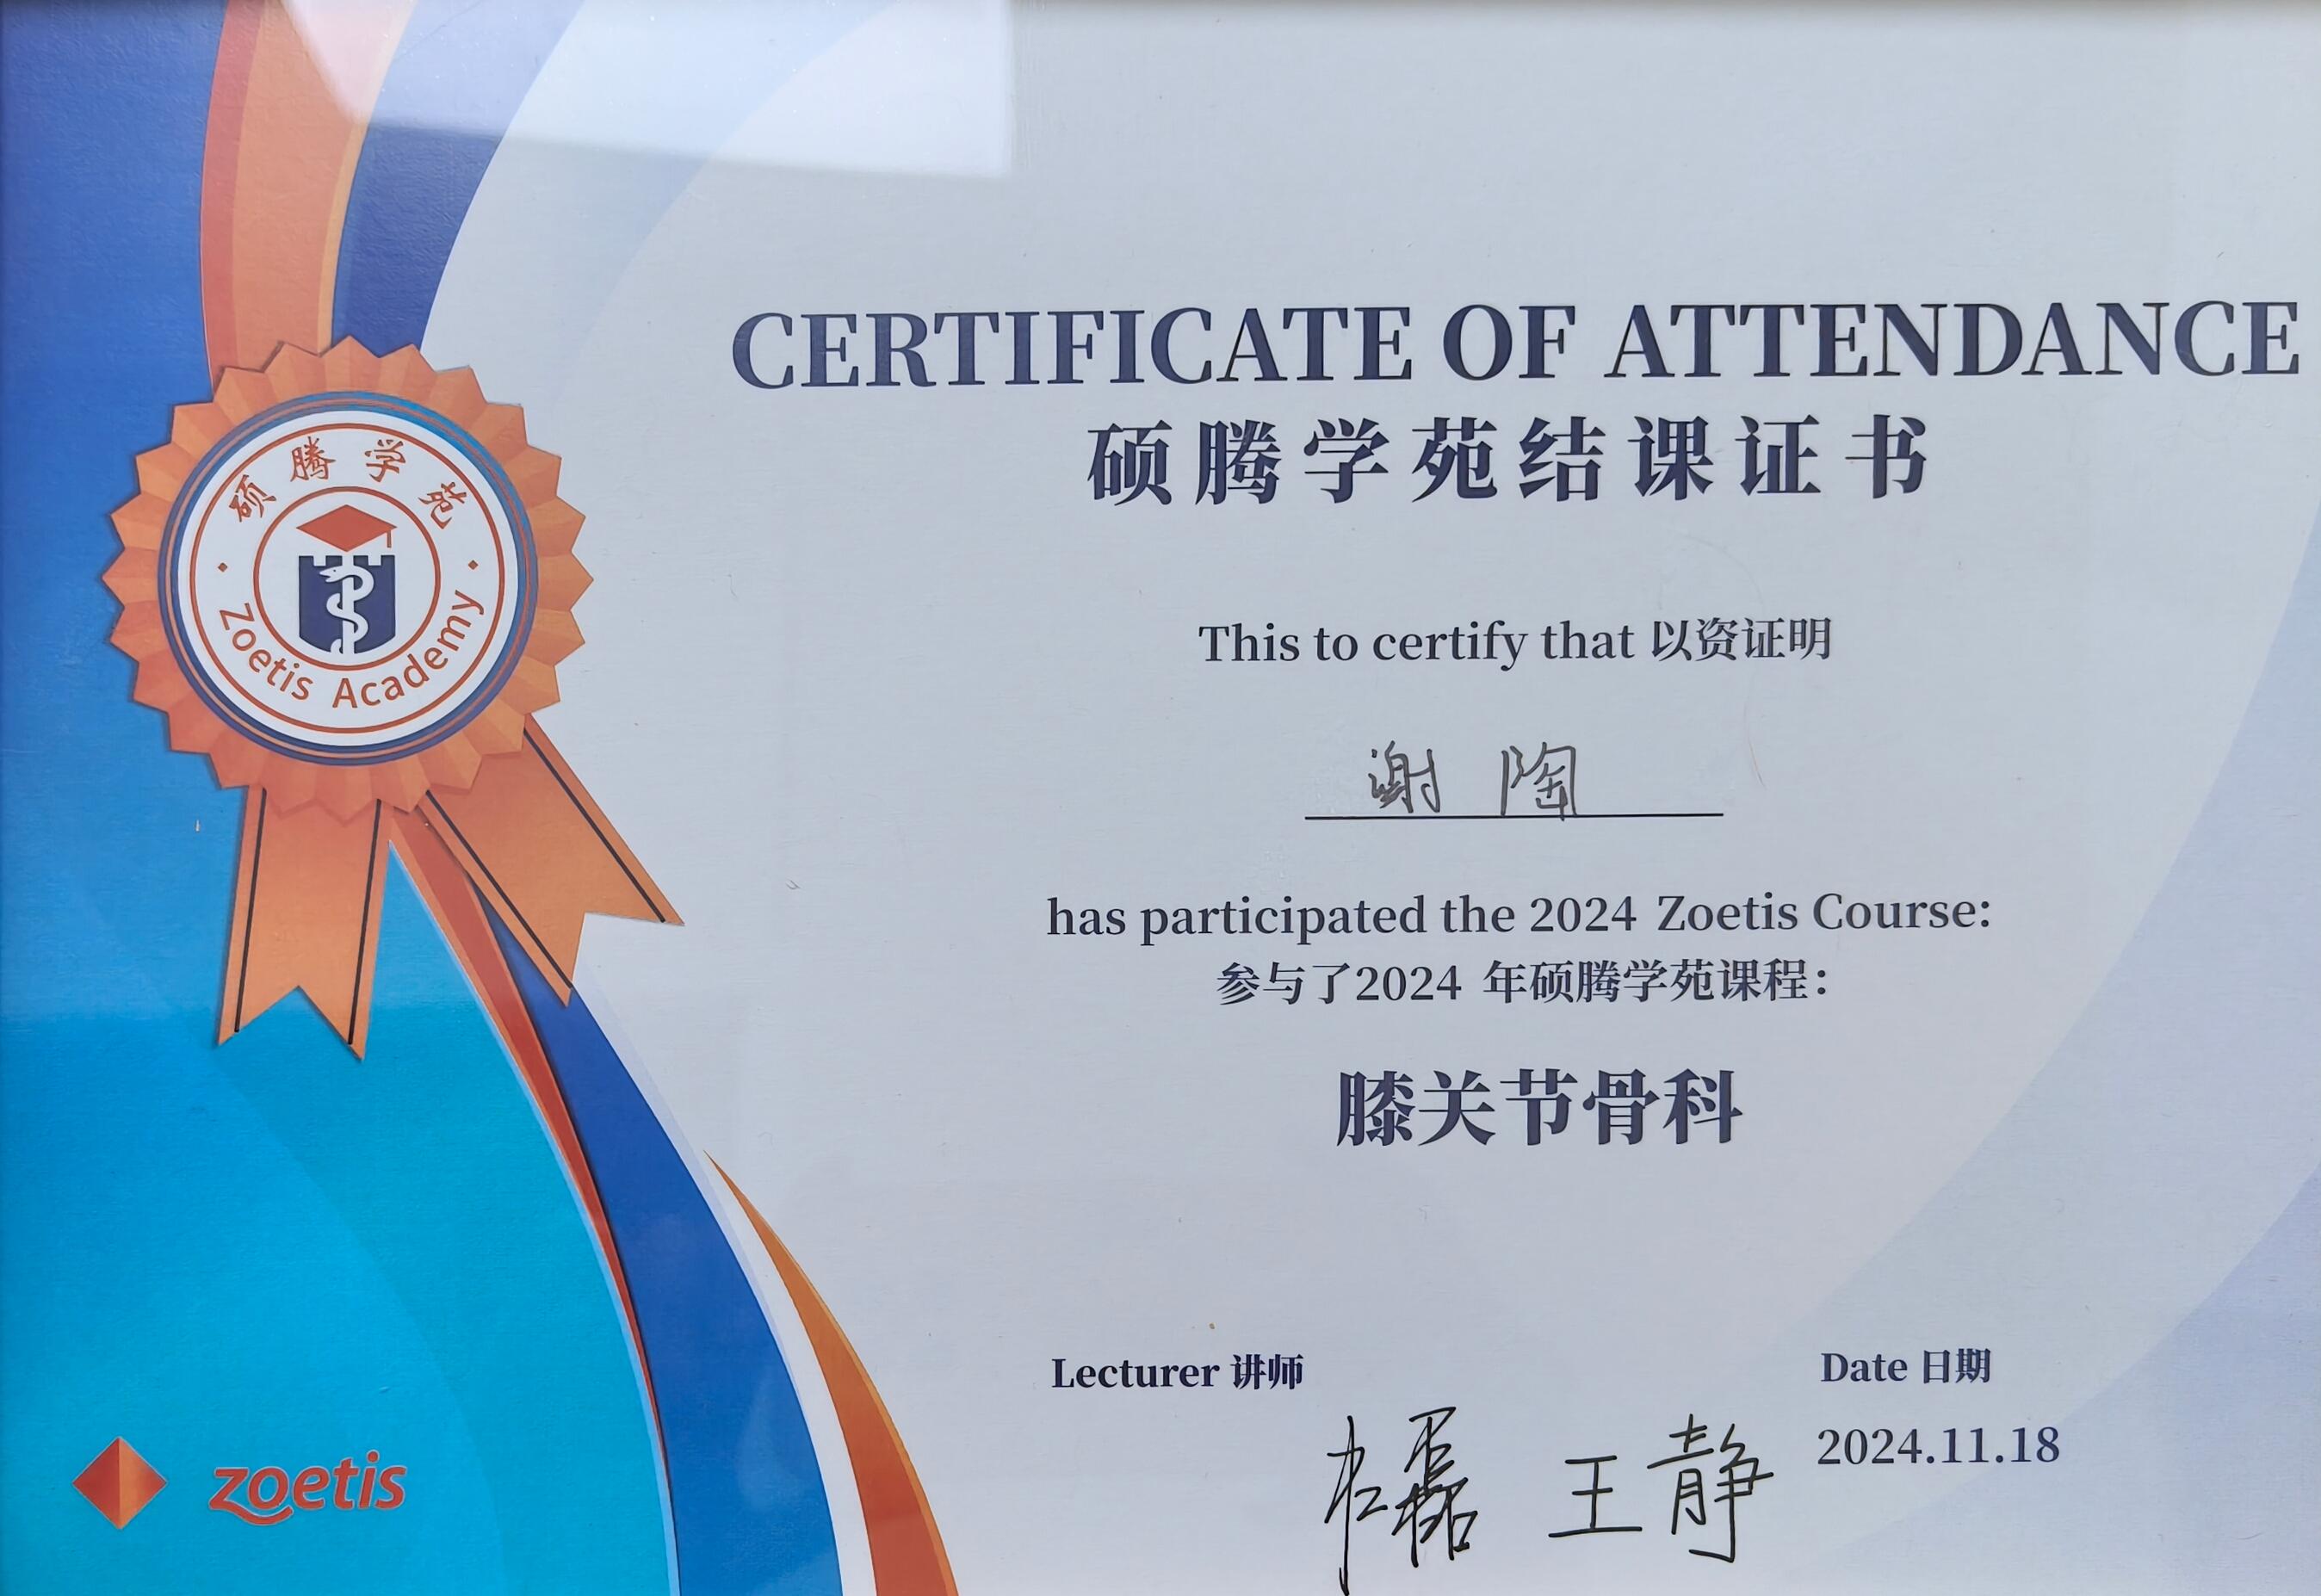 硕腾学苑
Zoetis Academy
CERTIFICATE OF ATTENDANCE
硕腾学苑结课证书
This to certify that 以资证明
谢 陶
has participated the 2024 Zoetis Course:
参与了2024 年硕腾学苑课程：
膝关节骨科
Lecturer 讲师
Date 日期
王静
2024.11.18
zoetis